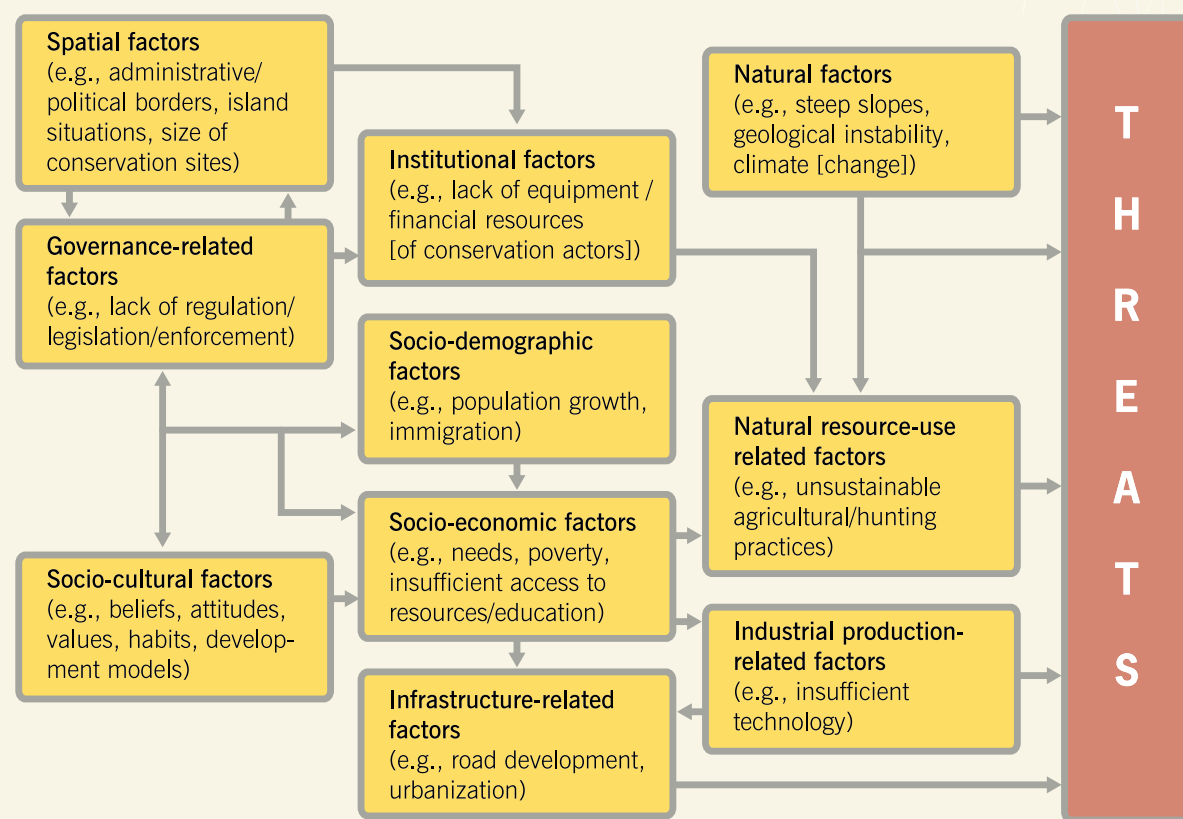 Spatial factors
(e.g., administrative/
political borders, island
situations, size of
conservation sites)
Governance-related
factors
(e.g., lack of regulation/
legislation/enforcement)
Socio-cultural factors
(e.g., beliefs, attitudes,
values, habits, develop-
ment models)
Institutional factors
(e.g., lack of equipment /
financial resources
[of conservation actors])
Socio-demographic
factors
(e.g., population growth,
immigration)
Socio-economic factors
(e.g., needs, poverty,
insufficient access to
resources/education)
Infrastructure-related
factors
(e.g., road development,
urbanization)
Natural factors
(e.g., steep slopes,
geological instability,
climate [change])
Natural resource-use
related factors
(e.g., unsustainable
agricultural/hunting
practices)
Industrial production-
related factors
(e.g., insufficient
technology)
THREATS